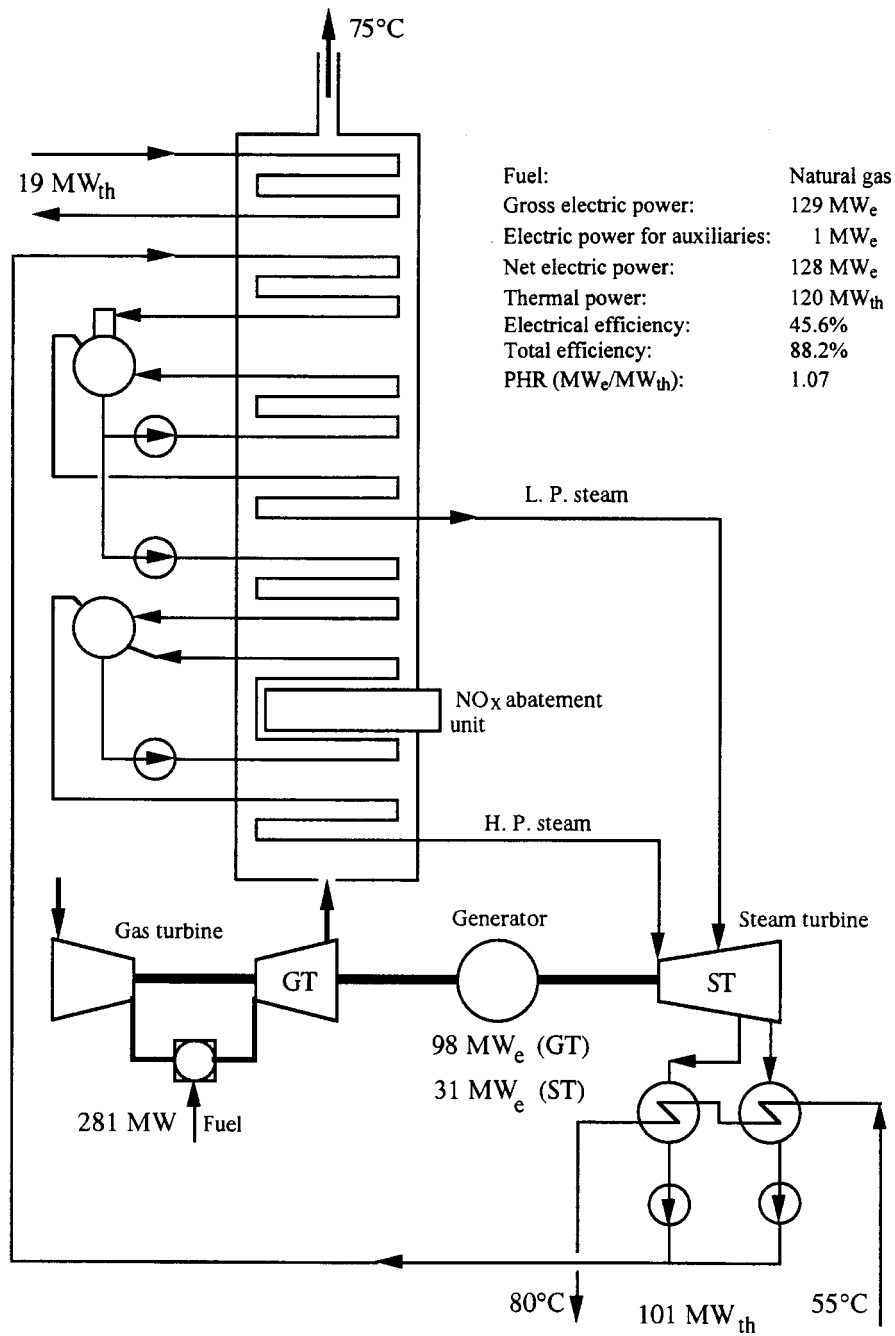 75°C
19 MWth
Fuel: Natural gas
Gross electric power: 129 MWe
Electric power for auxiliaries: 1 MWe
Net electric power: 128 MWe
Thermal power: 120 MWth
Electrical efficiency: 45.6%
Total efficiency: 88.2%
PHR (MWe/MWth): 1.07
L. P. steam
NOx abatement
unit
H. P. steam
Gas turbine
Generator
Steam turbine
GT
ST
98 MWe (GT)
31 MWe (ST)
281 MW
Fuel
80°C
101 MWth
55°C